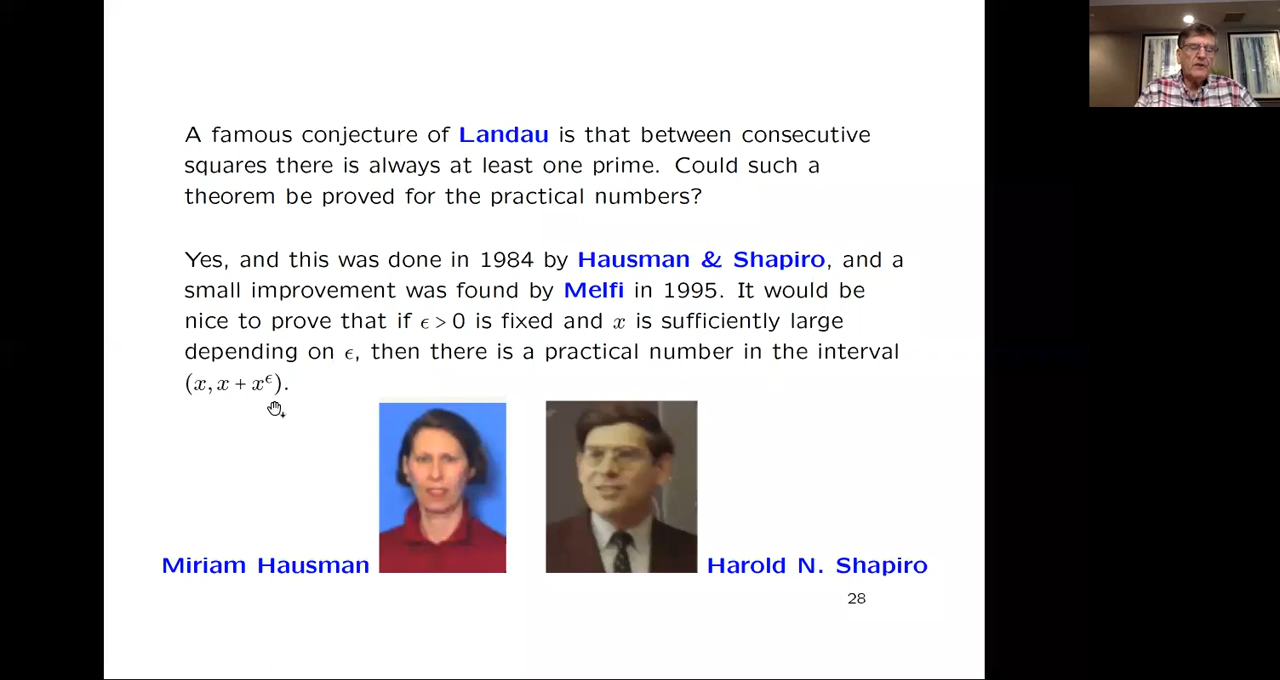 A famous conjecture of Landau is that between consecutive
squares there is always at least one prime. Could such a
theorem be proved for the practical numbers?
Yes, and this was done in 1984 by Hausman & Shapiro, and a
small improvement was found by Melfi in 1995. It would be
nice to prove that if ϵ > 0 is fixed and x is sufficiently large
depending on ϵ, then there is a practical number in the interval
(x, x + x^ϵ).
Miriam Hausman
Harold N. Shapiro
28